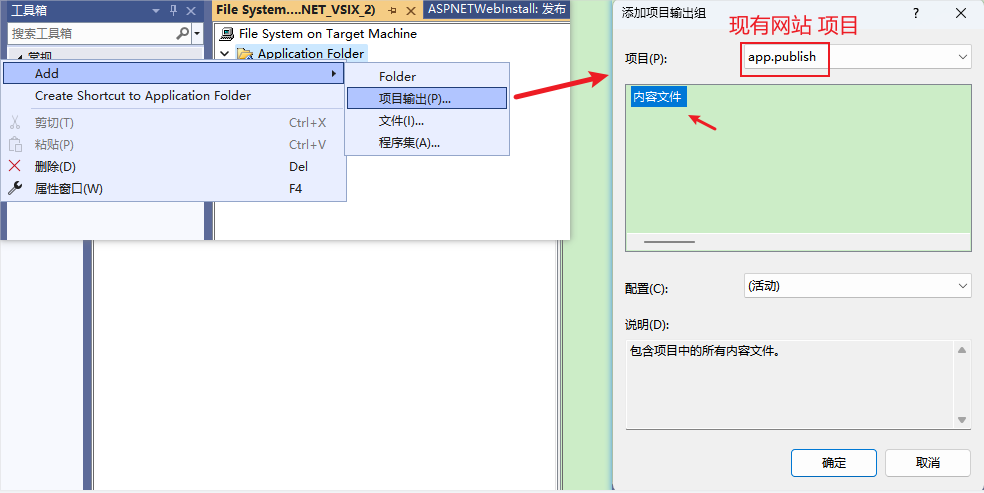 工具箱
搜索工具箱
常规
File System....NET_VSIX_2)
ASPNETWebInstall: 发布
File System on Target Machine
Application Folder
Add
Create Shortcut to Application Folder
剪切(T) Ctrl+X
粘贴(P) Ctrl+V
删除(D) Del
属性窗口(W) F4
Folder
项目输出(P)...
文件(I)...
程序集(A)...
添加项目输出组 ?
现有网站 项目
项目(P): app.publish
内容文件
配置(C): (活动)
说明(D):
包含项目中的所有内容文件。
确定 取消